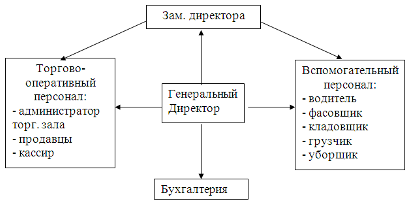 Зам. директора
Торгово-
оперативный
персонал:
- администратор
торг. зала
- продавцы
- кассир
Генеральный
Директор
Вспомогательный
персонал:
- водитель
- фасовщик
- кладовщик
- грузчик
- уборщик
Бухгалтерия